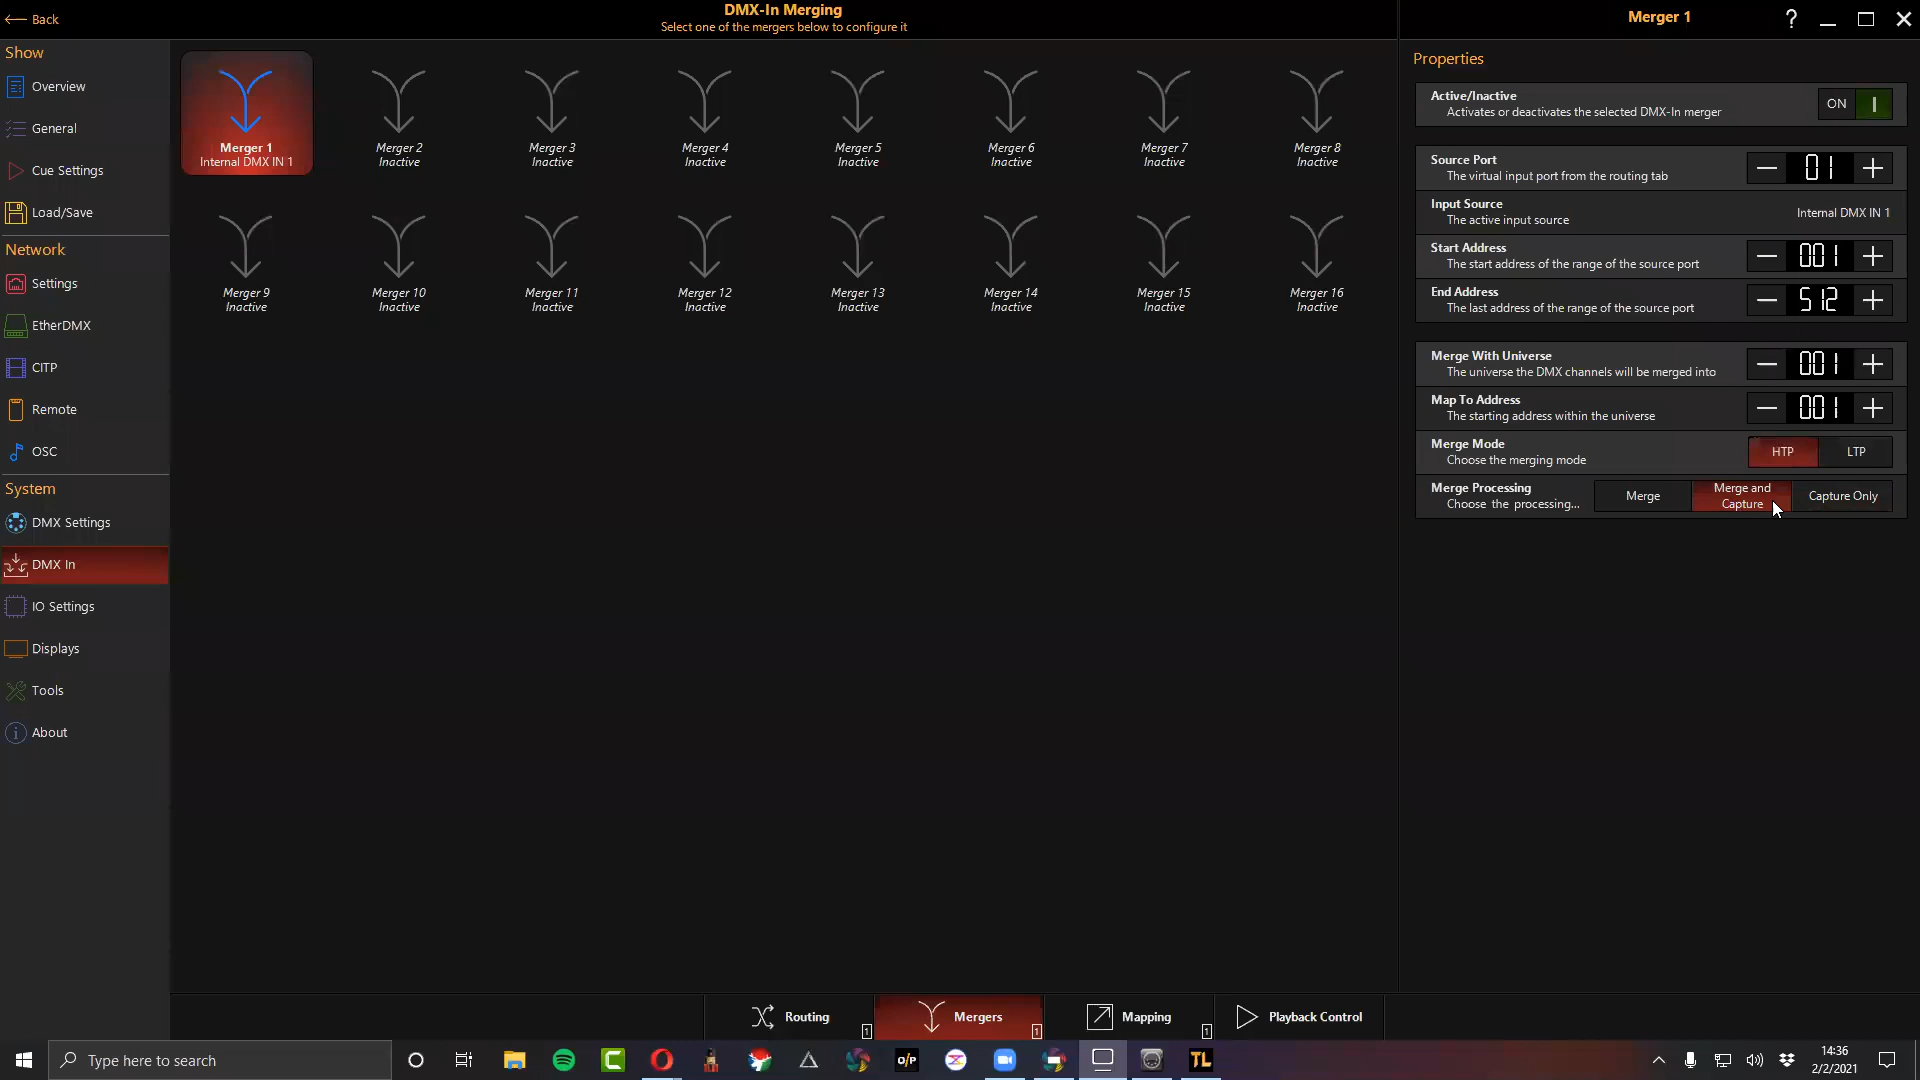 Back
DMX-In Merging
Select one of the mergers below to configure it
Merger 1
?
Show
Overview
General
Cue Settings
Load/Save
Network
Settings
EtherDMX
CITP
Remote
OSC
System
DMX Settings
DMX In
IO Settings
Displays
Tools
About
Merger 1
Internal DMX IN 1
Merger 2
Inactive
Merger 3
Inactive
Merger 4
Inactive
Merger 5
Inactive
Merger 6
Inactive
Merger 7
Inactive
Merger 8
Inactive
Merger 9
Inactive
Merger 10
Inactive
Merger 11
Inactive
Merger 12
Inactive
Merger 13
Inactive
Merger 14
Inactive
Merger 15
Inactive
Merger 16
Inactive
Properties
Active/Inactive
Activates or deactivates the selected DMX-In merger
ON
Source Port
The virtual input port from the routing tab
01
Input Source
The active input source
Internal DMX IN 1
Start Address
The start address of the range of the source port
001
End Address
The last address of the range of the source port
512
Merge With Universe
The universe the DMX channels will be merged into
001
Map To Address
The starting address within the universe
001
Merge Mode
Choose the merging mode
HTP
LTP
Merge Processing
Choose the processing...
Merge
Merge and
Capture
Capture Only
Routing
1
Mergers
1
Mapping
1
Playback Control
Type here to search
O/P
TL
14:36
2/2/2021